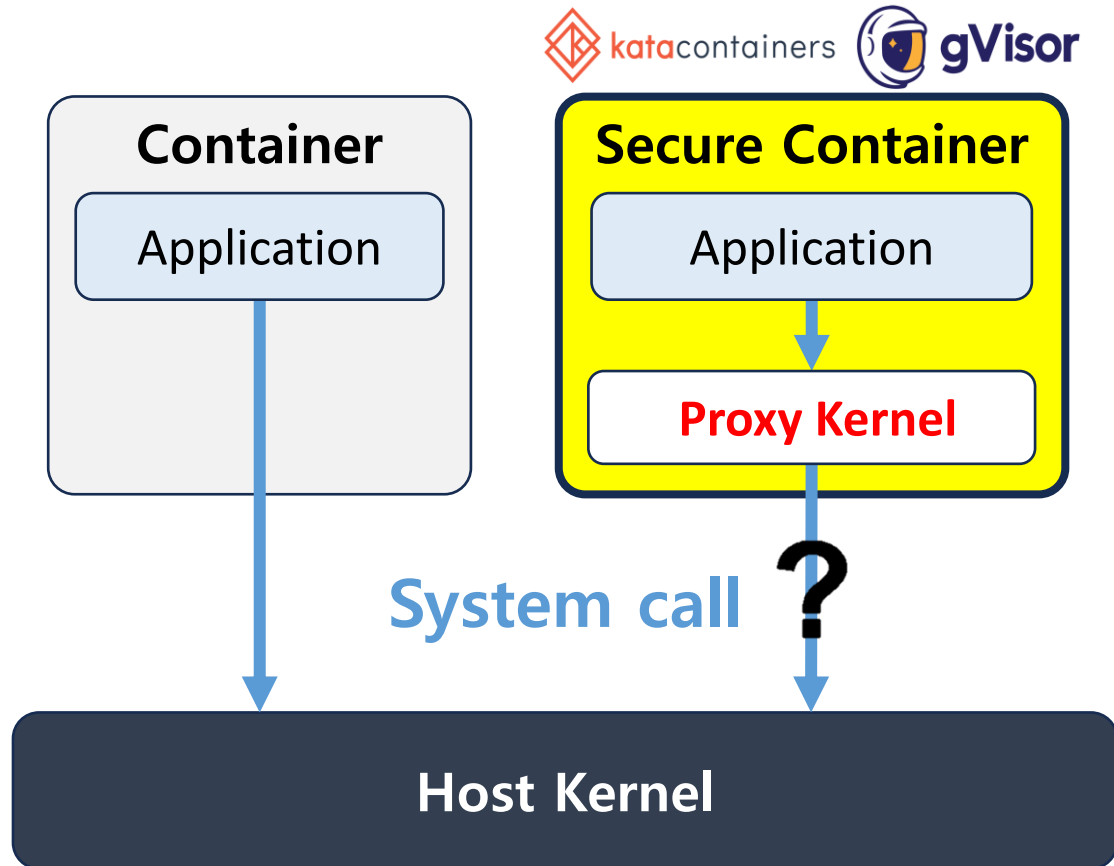 katacontainers
gVisor
Container
Application
Secure Container
Application
Proxy Kernel
System call
?
Host Kernel